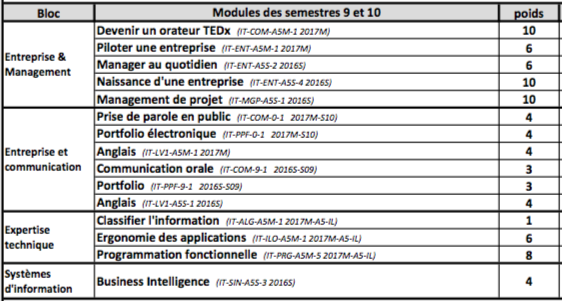 Bloc Modules des semestres 9 et 10 poids
Entreprise & Management
Devenir un orateur TEDx (IT-COM-A5M-1 2017M) 10
Piloter une entreprise (IT-ENT-A5M-1 2017M) 6
Manager au quotidien (IT-ENT-A5S-2 2016S) 6
Naissance d'une entreprise (IT-ENT-A5S-4 2016S) 10
Management de projet (IT-MGP-A5S-1 2016S) 10
Entreprise et communication
Prise de parole en public (IT-COM-0-1 2017M-S10) 4
Portfolio électronique (IT-PPF-0-1 2017M-S10) 4
Anglais (IT-LV1-A5M-1 2017M) 4
Communication orale (IT-COM-9-1 2016S-S09) 3
Portfolio (IT-PPF-9-1 2016S-S09) 3
Anglais (IT-LV1-A5S-1 2016S) 4
Expertise technique
Classifier l'information (IT-ALG-A5M-1 2017M-A5-IL) 1
Ergonomie des applications (IT-ILO-A5M-1 2017M-A5-IL) 6
Programmation fonctionnelle (IT-PRG-A5M-5 2017M-A5-IL) 8
Systèmes d'information
Business Intelligence (IT-SIN-A5S-3 2016S) 4